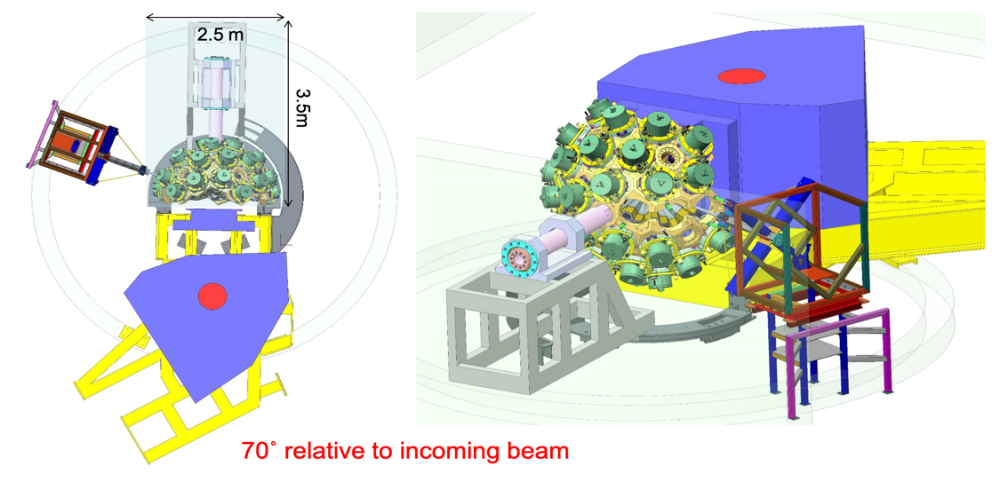 2.5 m
3.5m
70˚ relative to incoming beam